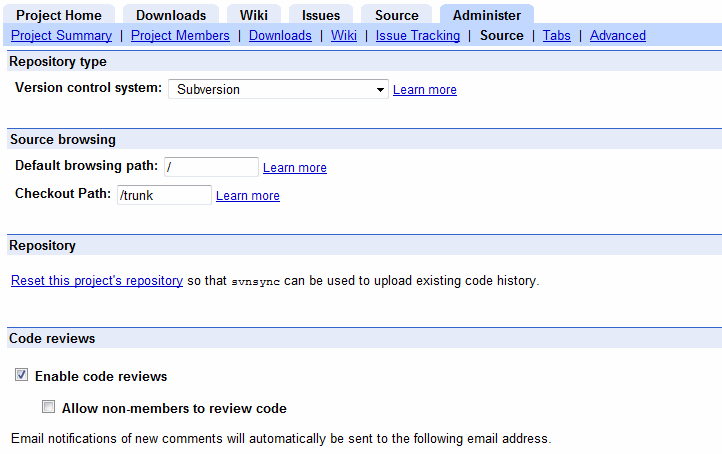 Project Home Downloads Wiki Issues Source Administer
Project Summary | Project Members | Downloads | Wiki | Issue Tracking | Source | Tabs | Advanced
Repository type
Version control system: Subversion Learn more
Source browsing
Default browsing path: / Learn more
Checkout Path: /trunk Learn more
Repository
Reset this project's repository so that svnsync can be used to upload existing code history.
Code reviews
Enable code reviews
Allow non-members to review code
Email notifications of new comments will automatically be sent to the following email address.